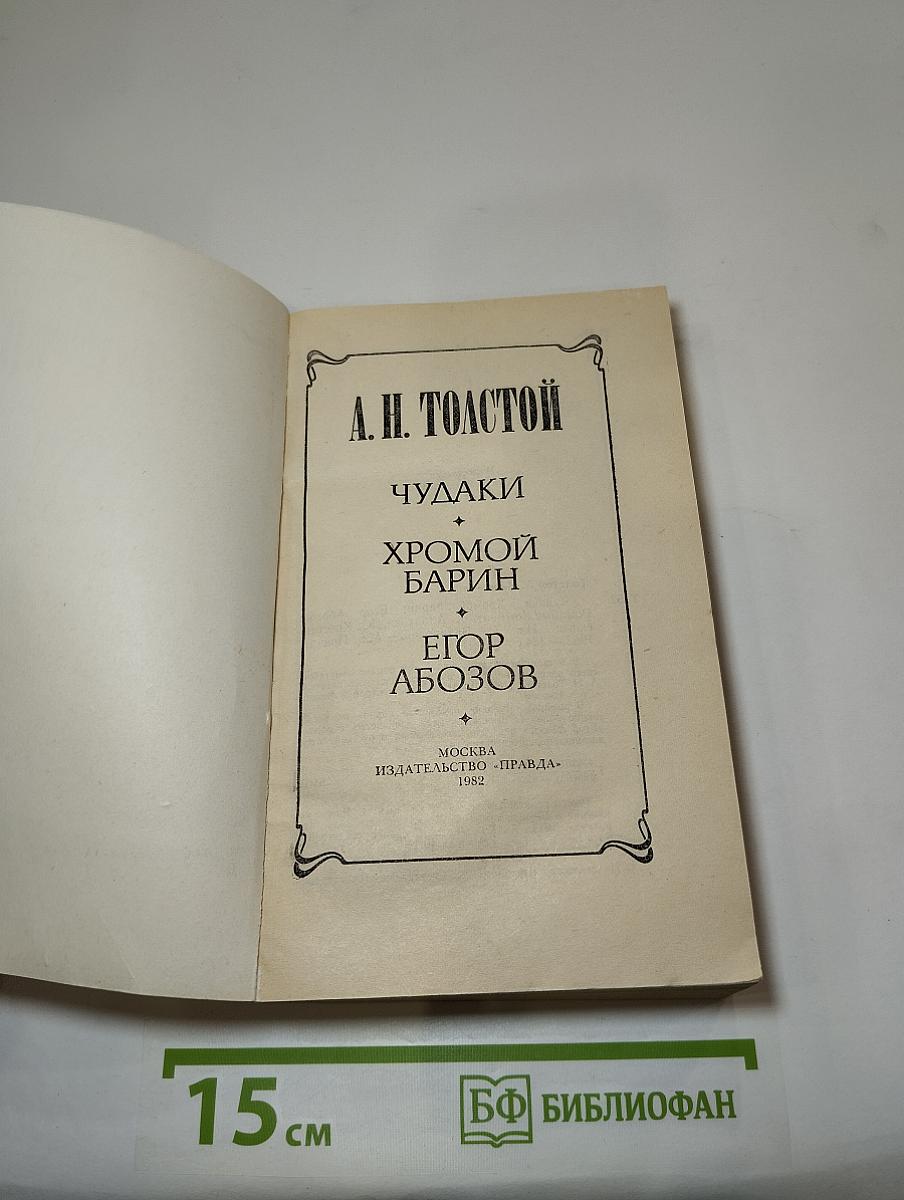 А. Н. ТОЛСТОЙ
ЧУДАКИ
ХРОМОЙ
БАРИН
ЕГОР
АБОЗОВ
МОСКВА
ИЗДАТЕЛЬСТВО «ПРАВДА»
1982
15 см
БФ БИБЛИОФАН